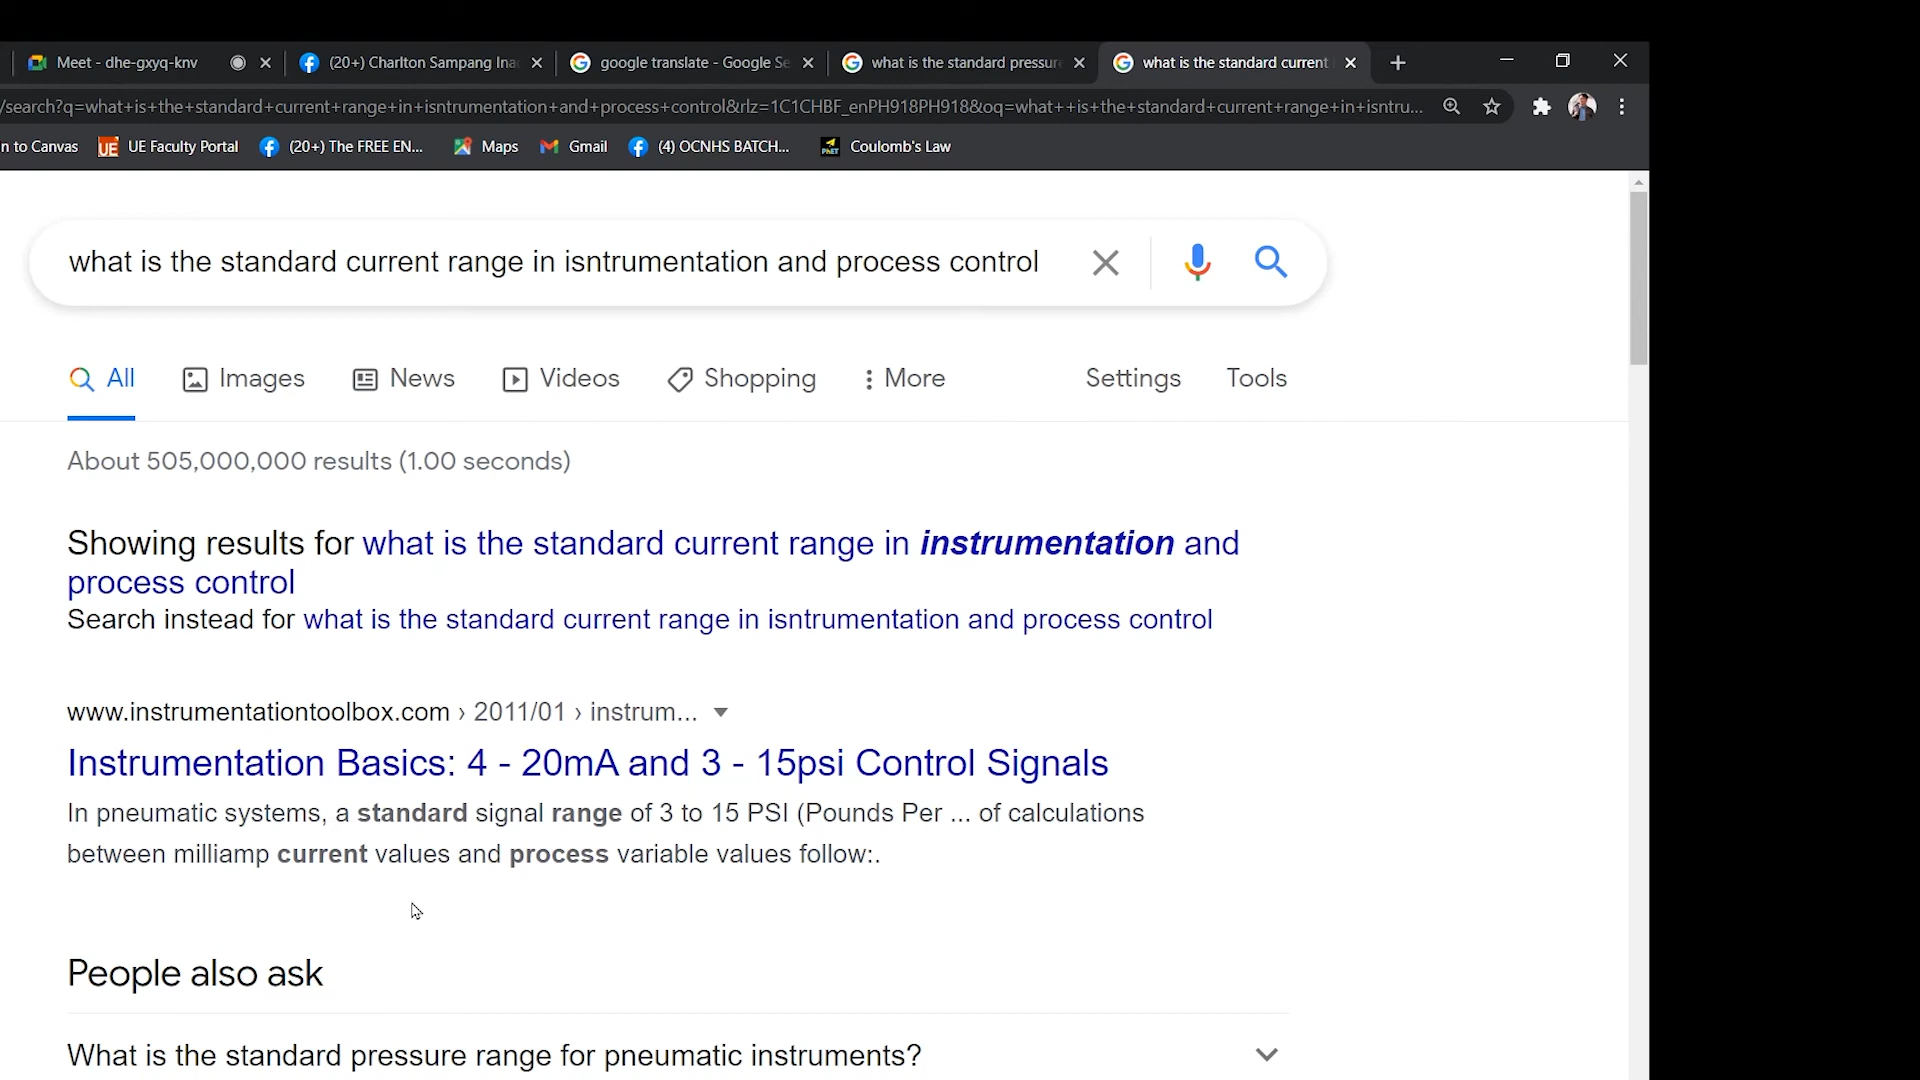 Meet - dhe-gxyq-knv
(20+) Charlton Sampang Ina
google translate - Google Se
what is the standard pressure
what is the standard current
/search?q=what+is+the+standard+current+range+in+isntrumentation+and+process+control&rlz=1C1CHBF_enPH918PH918&oq=what++is+the+standard+current+range+in+isntru...
n to Canvas
UE UE Faculty Portal
(20+) The FREE EN...
Maps
Gmail
(4) OCNHS BATCH...
PhET Coulomb's Law
what is the standard current range in isntrumentation and process control
All Images News Videos Shopping More Settings Tools
About 505,000,000 results (1.00 seconds)
Showing results for what is the standard current range in instrumentation and
process control
Search instead for what is the standard current range in isntrumentation and process control
www.instrumentationtoolbox.com › 2011/01 › instrum...
Instrumentation Basics: 4 - 20mA and 3 - 15psi Control Signals
In pneumatic systems, a standard signal range of 3 to 15 PSI (Pounds Per ... of calculations
between milliamp current values and process variable values follow:.
People also ask
What is the standard pressure range for pneumatic instruments?